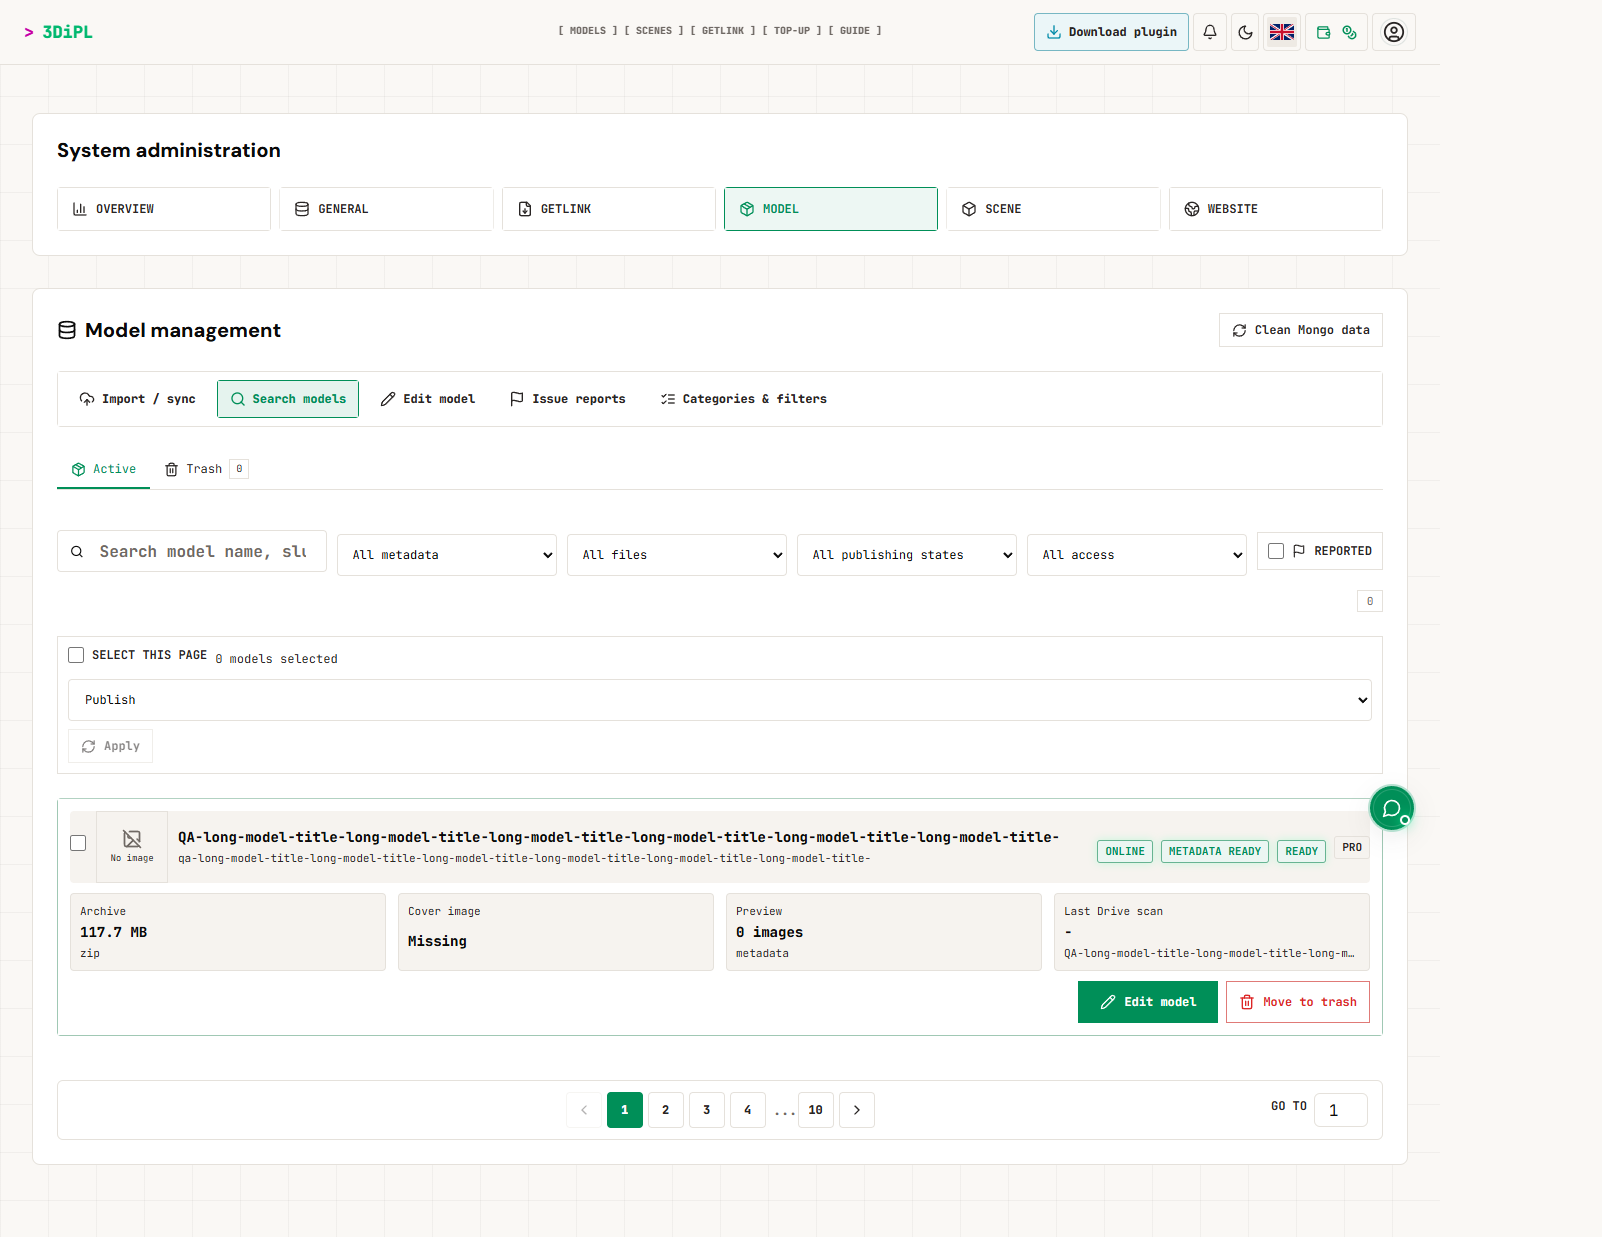 > 3DiPL
[ MODELS ] [ SCENES ] [ GETLINK ] [ TOP-UP ] [ GUIDE ]
Download plugin
System administration
OVERVIEW
GENERAL
GETLINK
MODEL
SCENE
WEBSITE
Model management
Clean Mongo data
Import / sync
Search models
Edit model
Issue reports
Categories & filters
Active
Trash 0
Search model name, slu
All metadata
All files
All publishing states
All access
REPORTED
0
SELECT THIS PAGE 0 models selected
Publish
Apply
No image
QA-long-model-title-long-model-title-long-model-title-long-model-title-long-model-title-long-model-title-
qa-long-model-title-long-model-title-long-model-title-long-model-title-long-model-title-long-model-title-
ONLINE
METADATA READY
READY
PRO
Archive
117.7 MB
zip
Cover image
Missing
Preview
0 images
metadata
Last Drive scan
-
QA-long-model-title-long-model-title-long-m…
Edit model
Move to trash
1 2 3 4 ... 10
GO TO 1